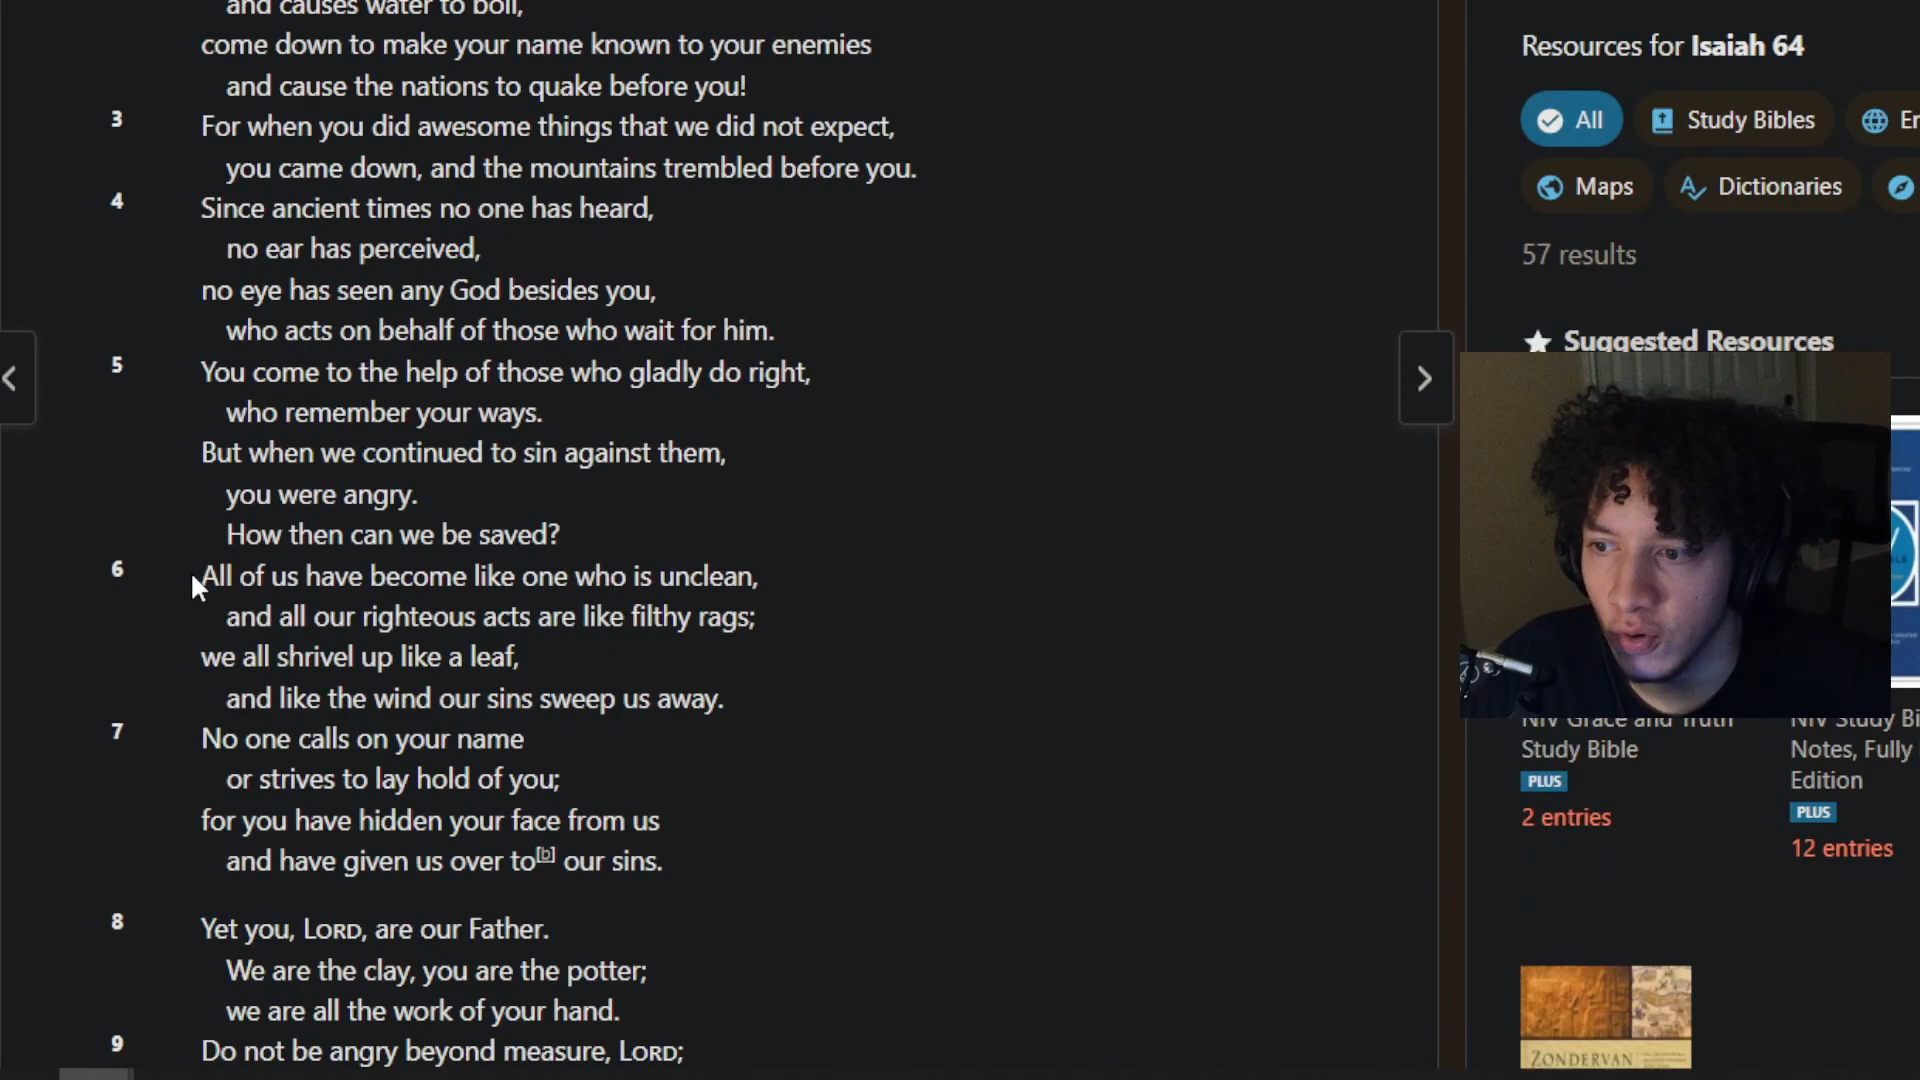 and causes water to boil,
come down to make your name known to your enemies
and cause the nations to quake before you!
3 For when you did awesome things that we did not expect,
you came down, and the mountains trembled before you.
4 Since ancient times no one has heard,
no ear has perceived,
no eye has seen any God besides you,
who acts on behalf of those who wait for him.
5 You come to the help of those who gladly do right,
who remember your ways.
But when we continued to sin against them,
you were angry.
How then can we be saved?
6 All of us have become like one who is unclean,
and all our righteous acts are like filthy rags;
we all shrivel up like a leaf,
and like the wind our sins sweep us away.
7 No one calls on your name
or strives to lay hold of you;
for you have hidden your face from us
and have given us over to[b] our sins.
8 Yet you, LORD, are our Father.
We are the clay, you are the potter;
we are all the work of your hand.
9 Do not be angry beyond measure, LORD;
Resources for Isaiah 64
All Study Bibles
Maps Dictionaries
57 results
Suggested Resources
NIV Grace and Truth
Study Bible
PLUS
2 entries
NIV Study
Notes, Fully
Edition
PLUS
12 entries
ZONDERVAN